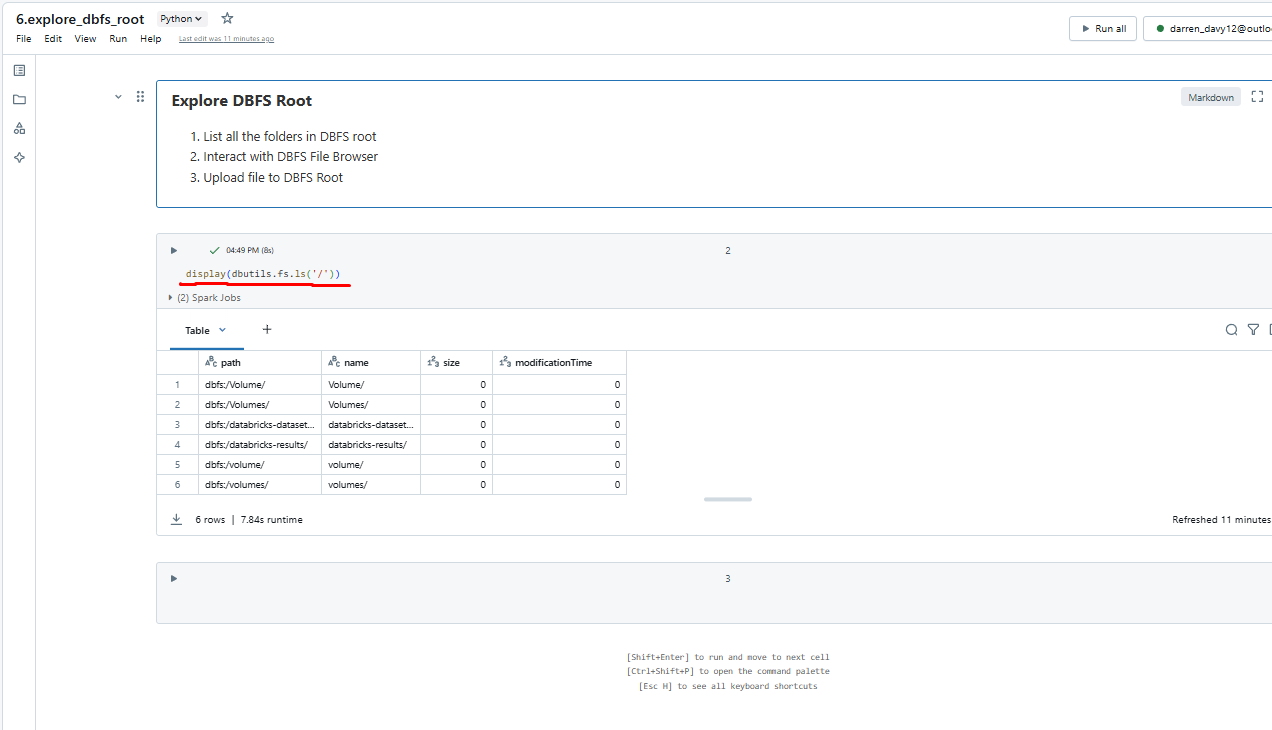 6.explore_dbfs_root Python
File Edit View Run Help Last edit was 11 minutes ago
Run all darren_davy12@outlo
Explore DBFS Root
Markdown
1. List all the folders in DBFS root
2. Interact with DBFS File Browser
3. Upload file to DBFS Root
04:49 PM (8s)
2
display(dbutils.fs.ls('/'))
(2) Spark Jobs
Table +
path name size modificationTime
1 dbfs:/Volume/ Volume/ 0 0
2 dbfs:/Volumes/ Volumes/ 0 0
3 dbfs:/databricks-dataset... databricks-dataset... 0 0
4 dbfs:/databricks-results/ databricks-results/ 0 0
5 dbfs:/volume/ volume/ 0 0
6 dbfs:/volumes/ volumes/ 0 0
6 rows | 7.84s runtime
Refreshed 11 minutes
3
[Shift+Enter] to run and move to next cell
[Ctrl+Shift+P] to open the command palette
[Esc H] to see all keyboard shortcuts